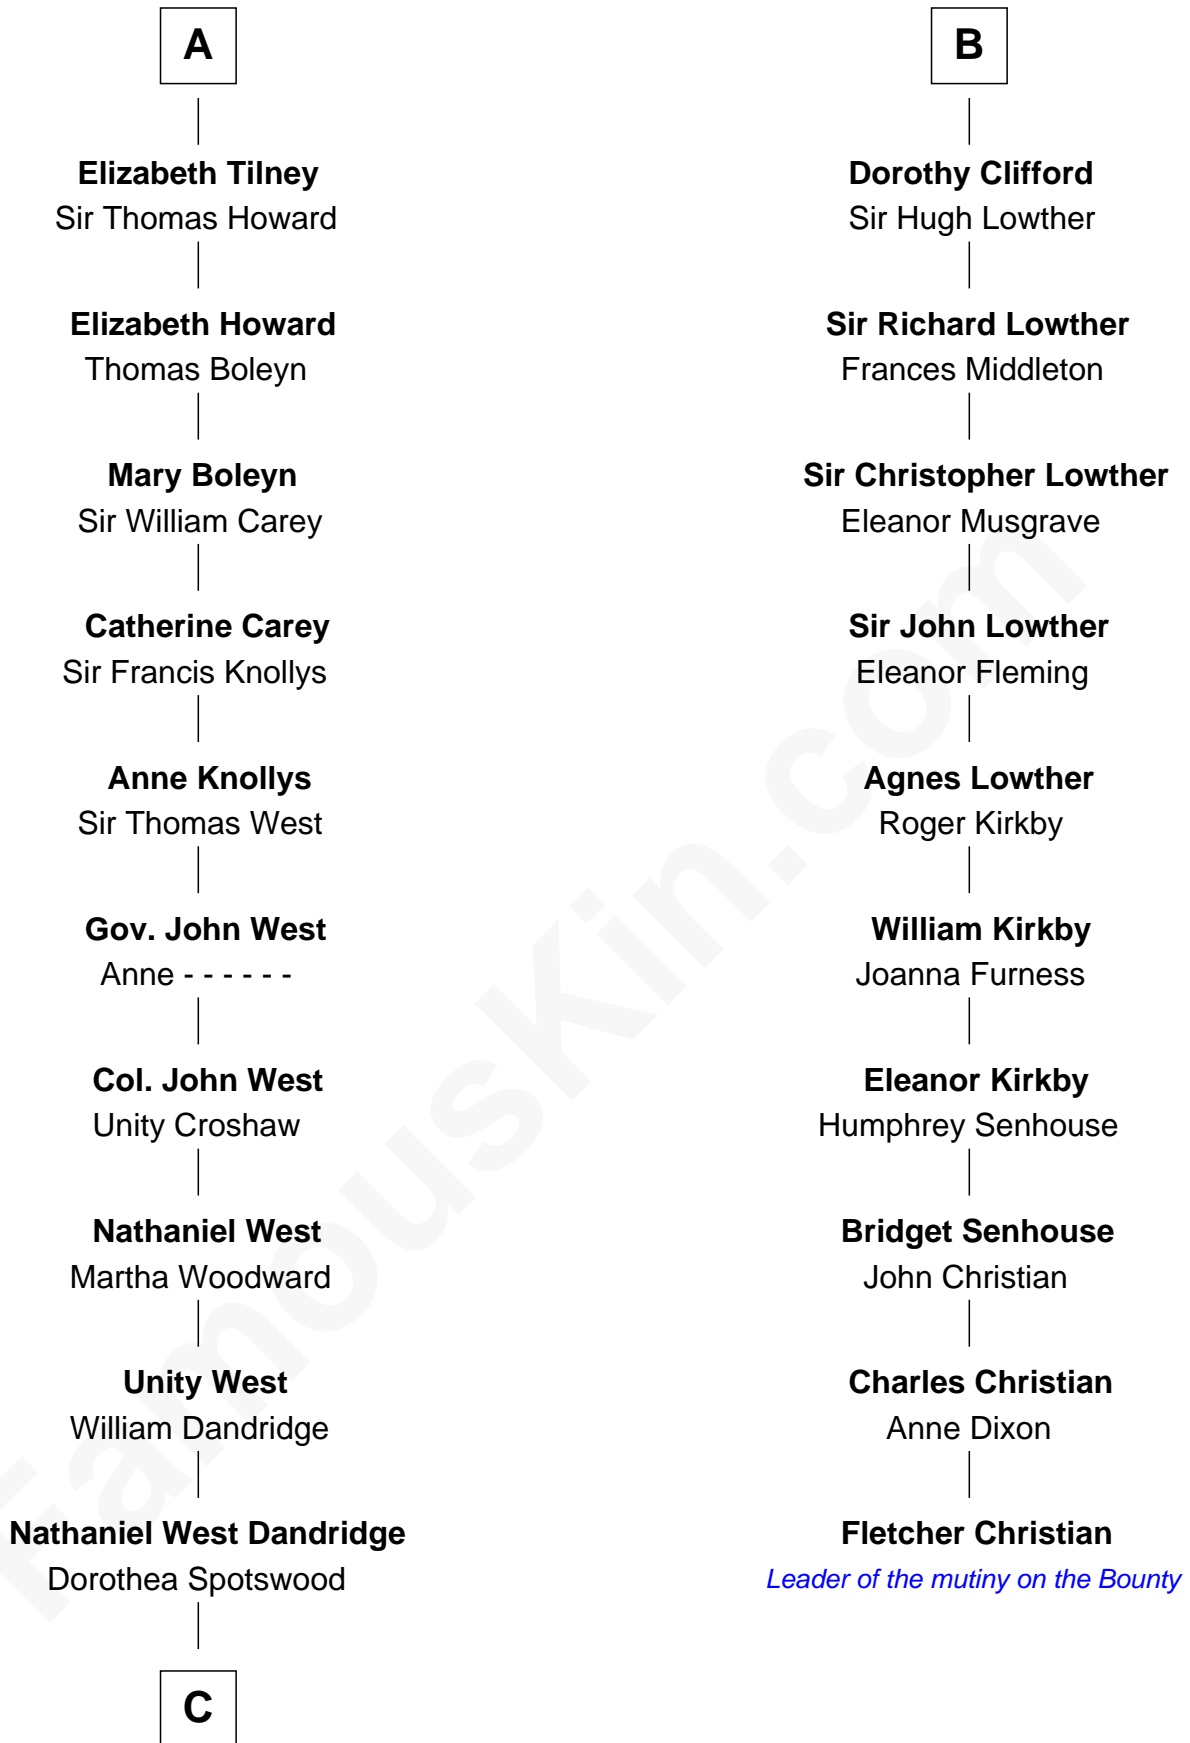 A
Elizabeth Tilney
Sir Thomas Howard
Elizabeth Howard
Thomas Boleyn
Mary Boleyn
Sir William Carey
Catherine Carey
Sir Francis Knollys
Anne Knollys
Sir Thomas West
Gov. John West
Anne - - - - - -
Col. John West
Unity Croshaw
Nathaniel West
Martha Woodward
Unity West
William Dandridge
Nathaniel West Dandridge
Dorothea Spotswood
C
B
Dorothy Clifford
Sir Hugh Lowther
Sir Richard Lowther
Frances Middleton
Sir Christopher Lowther
Eleanor Musgrave
Sir John Lowther
Eleanor Fleming
Agnes Lowther
Roger Kirkby
William Kirkby
Joanna Furness
Eleanor Kirkby
Humphrey Senhouse
Bridget Senhouse
John Christian
Charles Christian
Anne Dixon
Fletcher Christian
Leader of the mutiny on the Bounty
FamousKin.com